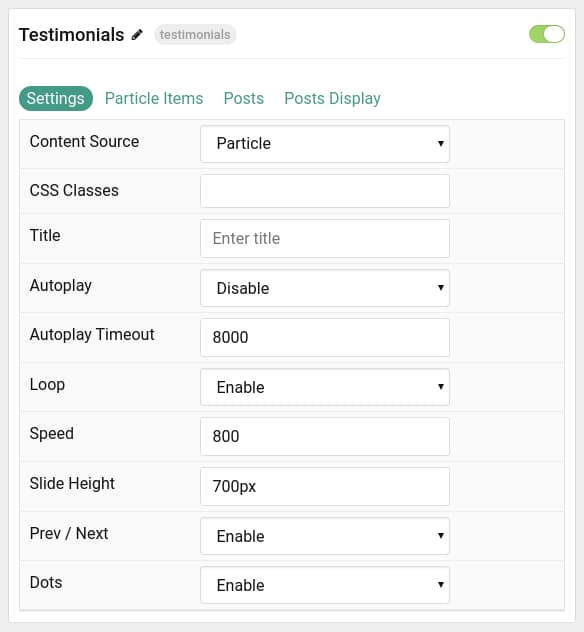 Testimonials testimonials
Settings Particle Items Posts Posts Display
Content Source Particle
CSS Classes
Title Enter title
Autoplay Disable
Autoplay Timeout 8000
Loop Enable
Speed 800
Slide Height 700px
Prev / Next Enable
Dots Enable